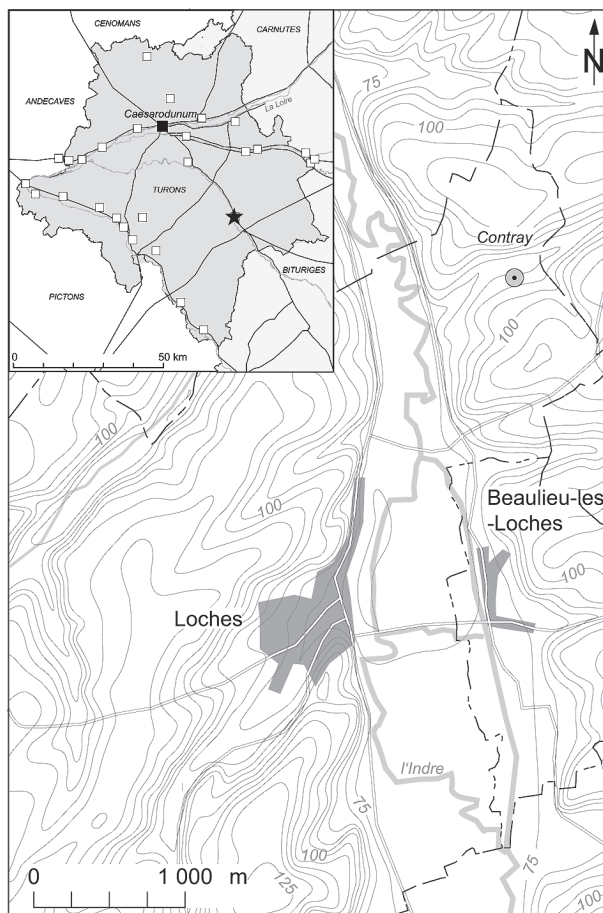 CENOMANS
CARNUTES
N
ANDECAVES
Caesarodunum
La Loire
TURONS
BITURIGES
PICTONS
0 50 km
75
100
Contray
100
100
100
Beaulieu-les
-Loches
100
Loches
l'Indre
75
100
125
75
100
0 1 000 m